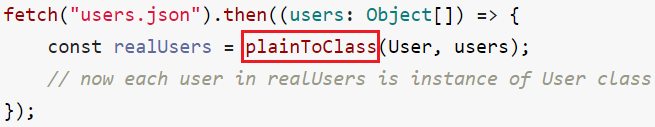 fetch("users.json").then((users: Object[]) => {
    const realUsers = plainToClass(User, users);
    // now each user in realUsers is instance of User class
});